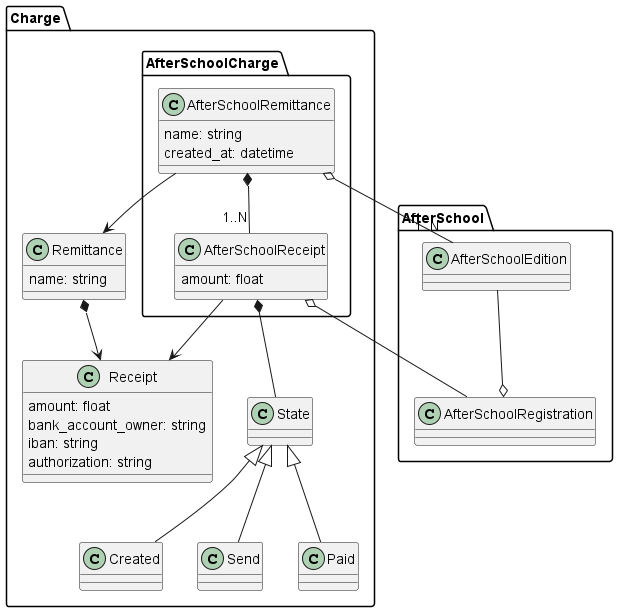 Charge
AfterSchoolCharge
C AfterSchoolRemittance
name: string
created_at: datetime
1..N
AfterSchool
C Remittance
name: string
C AfterSchoolReceipt
amount: float
C AfterSchoolEdition
C Receipt
amount: float
bank_account_owner: string
iban: string
authorization: string
C State
C AfterSchoolRegistration
C Created
C Send
C Paid